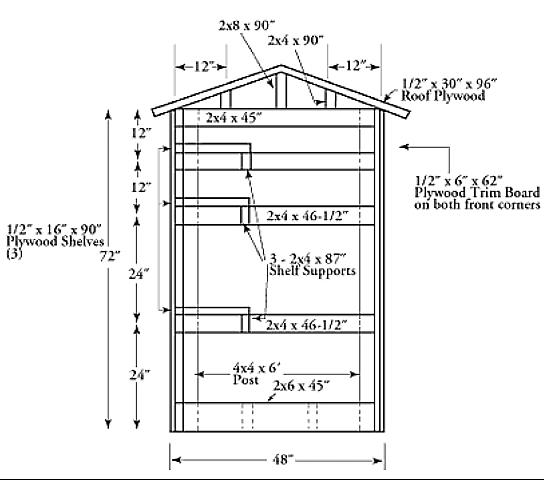 2x8 x 90"
2x4 x 90"
12"
12"
1/2" x 30" x 96"
Roof Plywood
2x4 x 45"
12"
12"
1/2" x 6" x 62"
Plywood Trim Board
on both front corners
2x4 x 46-1/2"
1/2" x 16" x 90"
Plywood Shelves
(3)
72"
3 - 2x4 x 87"
Shelf Supports
24"
2x4 x 46-1/2"
24"
4x4 x 6'
Post
2x6 x 45"
48"